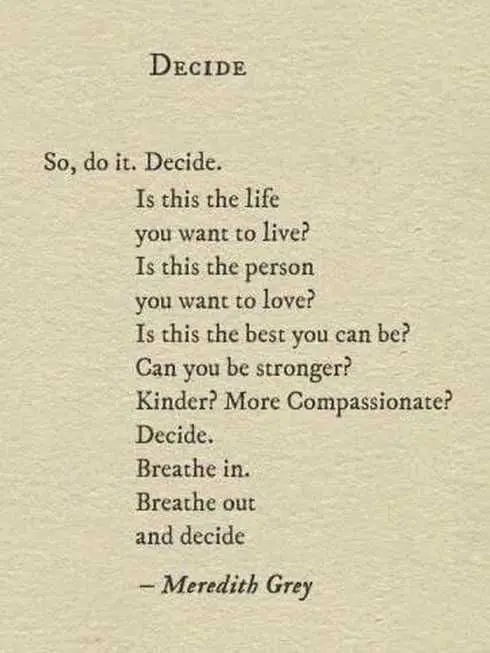 DECIDE
So, do it. Decide.
Is this the life
you want to live?
Is this the person
you want to love?
Is this the best you can be?
Can you be stronger?
Kinder? More Compassionate?
Decide.
Breathe in.
Breathe out
and decide
– Meredith Grey